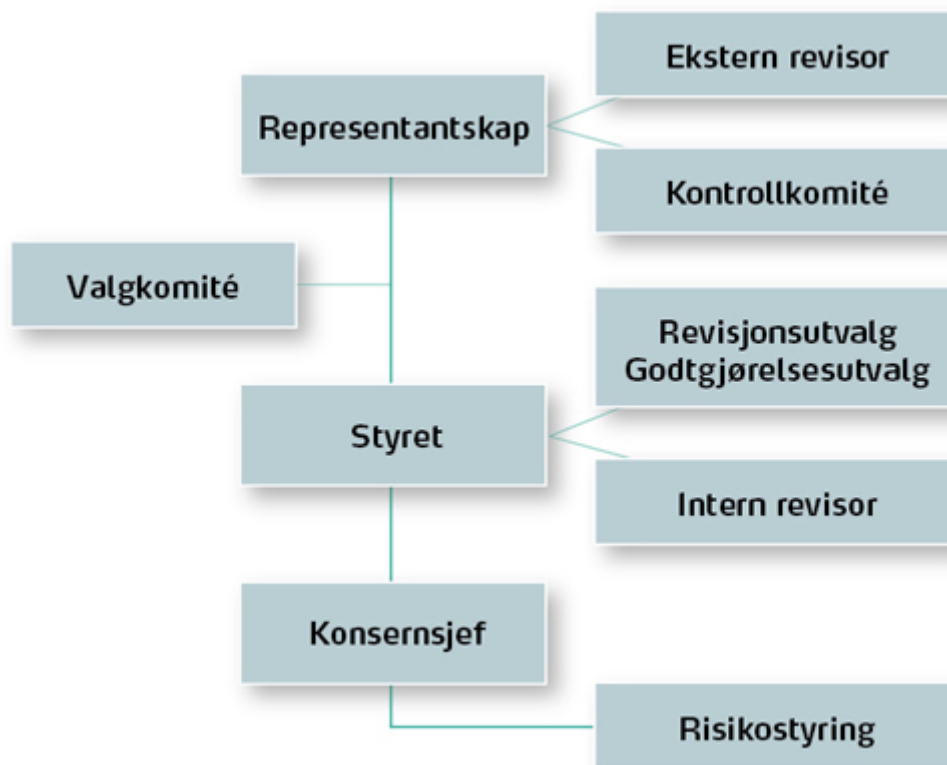 Ekstern revisor
Representantskap
Kontrollkomité
Valgkomité
Revisjonsutvalg
Godtgjørelsesutvalg
Styret
Intern revisor
Konsernsjef
Risikostyring